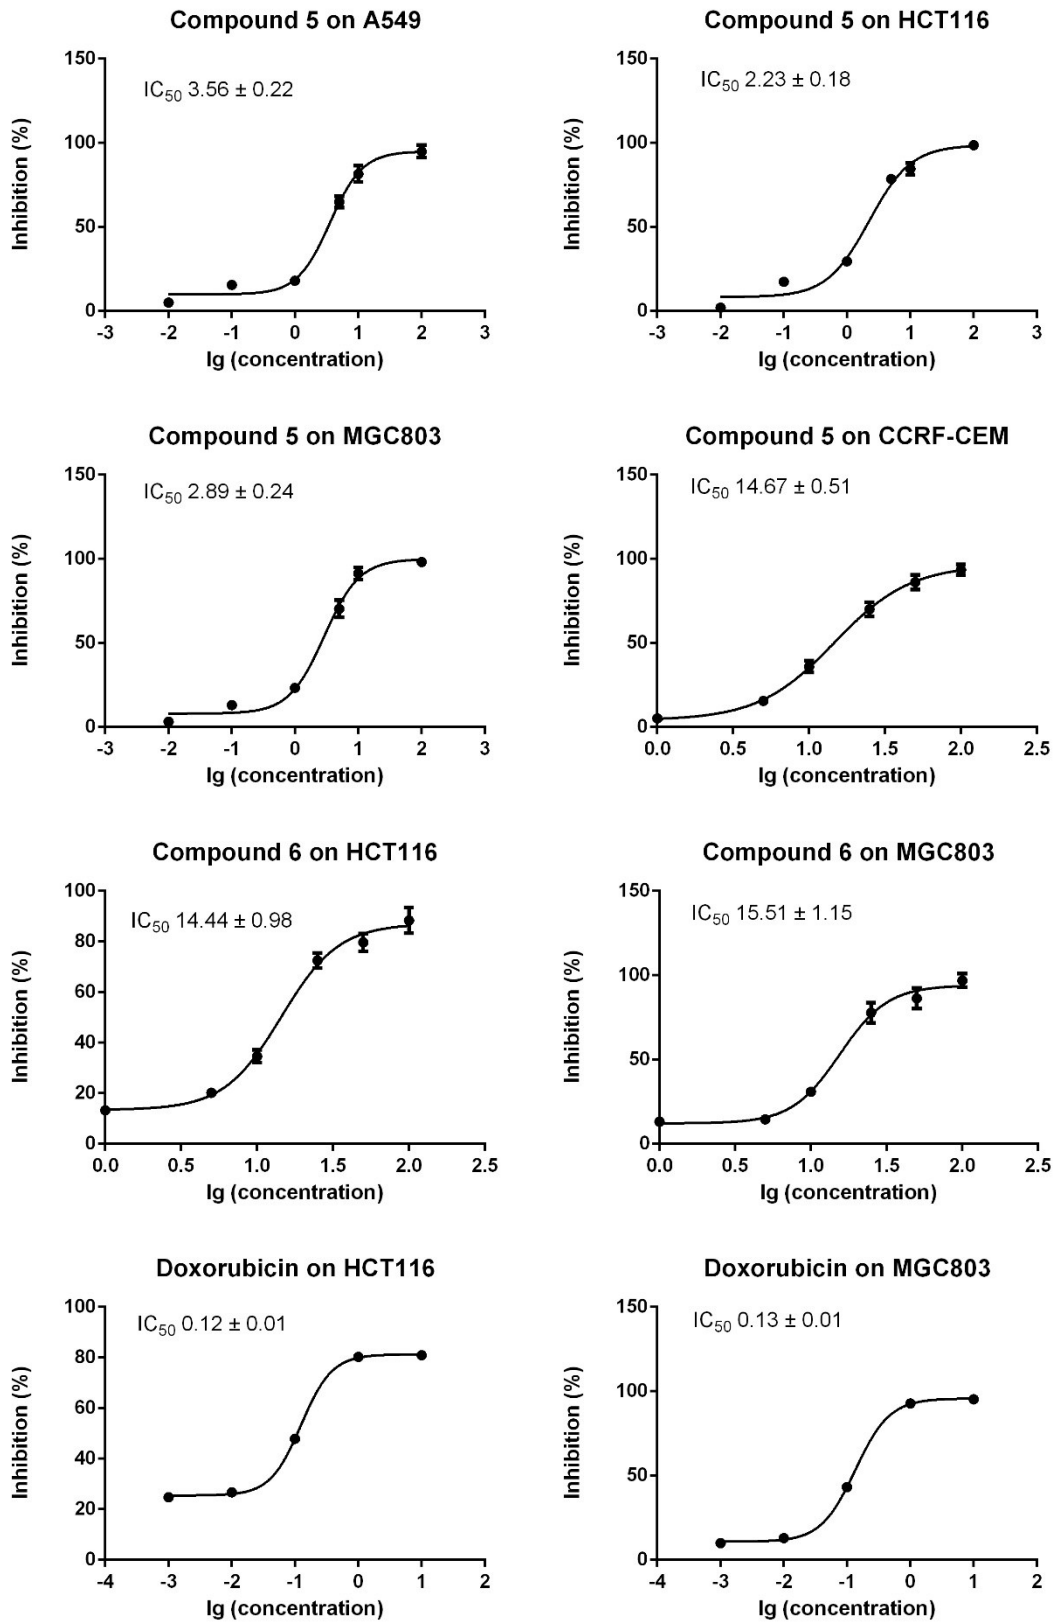 Compound 5 on A549
IC50 3.56 ± 0.22
150
100
50
0
Inhibition (%)
-3 -2 -1 0 1 2 3
lg (concentration)
Compound 5 on HCT116
IC50 2.23 ± 0.18
150
100
50
0
Inhibition (%)
-3 -2 -1 0 1 2 3
lg (concentration)
Compound 5 on MGC803
IC50 2.89 ± 0.24
150
100
50
0
Inhibition (%)
-3 -2 -1 0 1 2 3
lg (concentration)
Compound 5 on CCRF-CEM
IC50 14.67 ± 0.51
150
100
50
0
Inhibition (%)
0.0 0.5 1.0 1.5 2.0 2.5
lg (concentration)
Compound 6 on HCT116
IC50 14.44 ± 0.98
100
80
60
40
20
0
Inhibition (%)
0.0 0.5 1.0 1.5 2.0 2.5
lg (concentration)
Compound 6 on MGC803
IC50 15.51 ± 1.15
150
100
50
0
Inhibition (%)
0.0 0.5 1.0 1.5 2.0 2.5
lg (concentration)
Doxorubicin on HCT116
IC50 0.12 ± 0.01
100
80
60
40
20
0
Inhibition (%)
-4 -3 -2 -1 0 1 2
lg (concentration)
Doxorubicin on MGC803
IC50 0.13 ± 0.01
150
100
50
0
Inhibition (%)
-4 -3 -2 -1 0 1 2
lg (concentration)